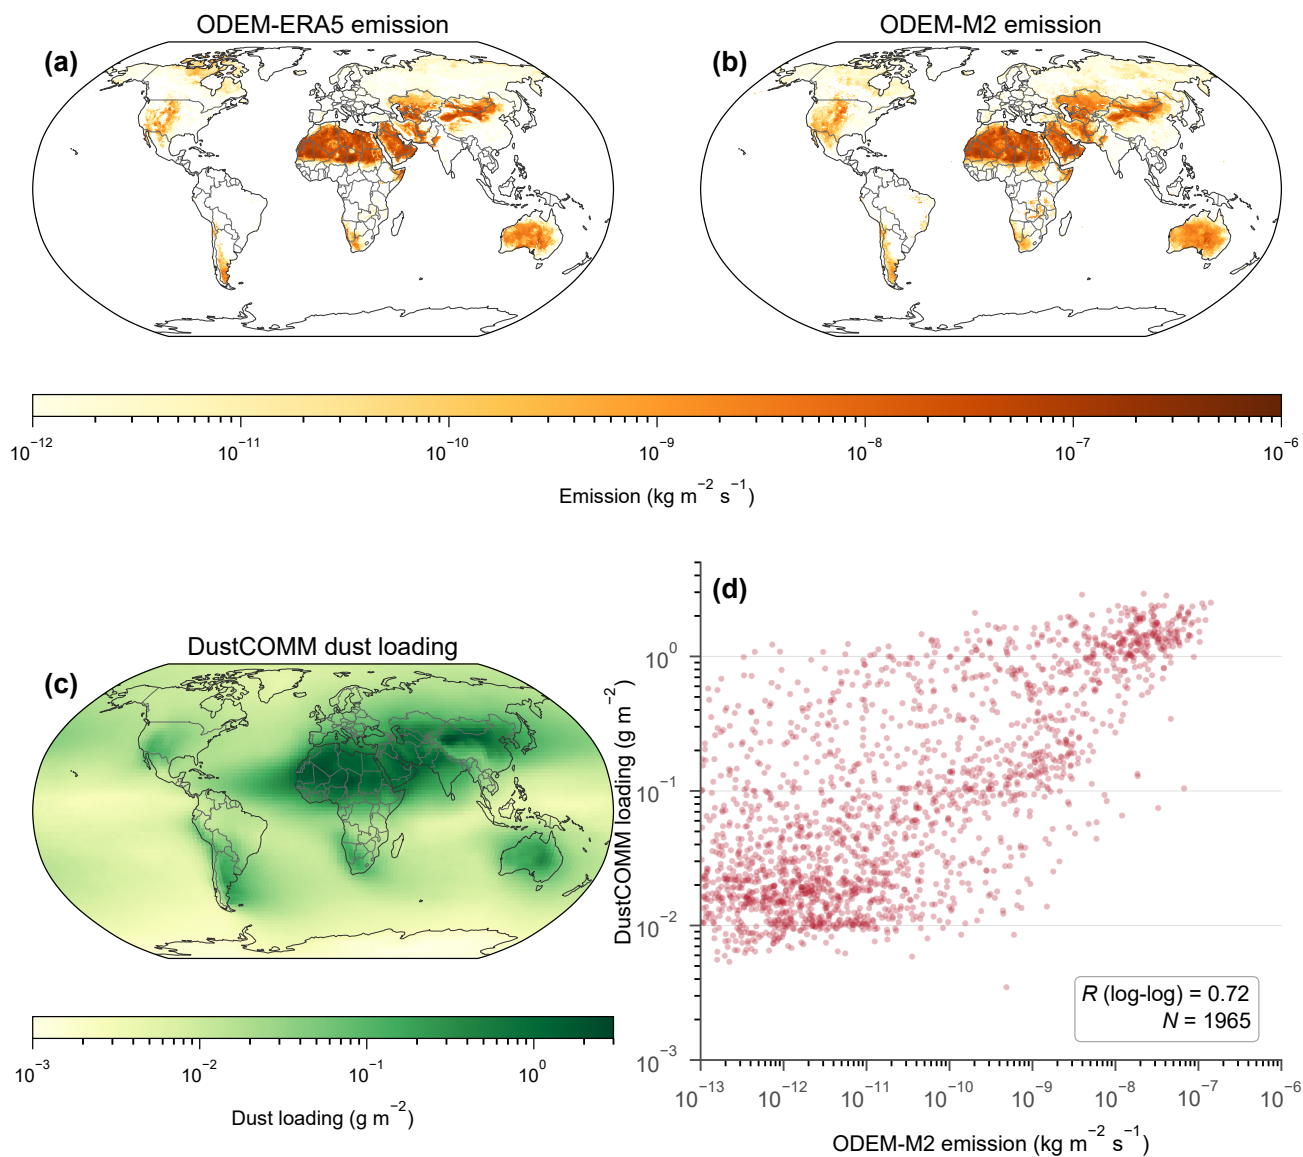 ODEM-ERA5 emission
(a)
ODEM-M2 emission
(b)
10⁻¹² 10⁻¹¹ 10⁻¹⁰ 10⁻⁹ 10⁻⁸ 10⁻⁷ 10⁻⁶
Emission (kg m⁻² s⁻¹)
DustCOMM dust loading
(c)
10⁻³ 10⁻² 10⁻¹ 10⁰
Dust loading (g m⁻²)
(d)
DustCOMM loading (g m⁻²)
10⁰
10⁻¹
10⁻²
10⁻³
R (log-log) = 0.72
N = 1965
10⁻¹³ 10⁻¹² 10⁻¹¹ 10⁻¹⁰ 10⁻⁹ 10⁻⁸ 10⁻⁷ 10⁻⁶
ODEM-M2 emission (kg m⁻² s⁻¹)